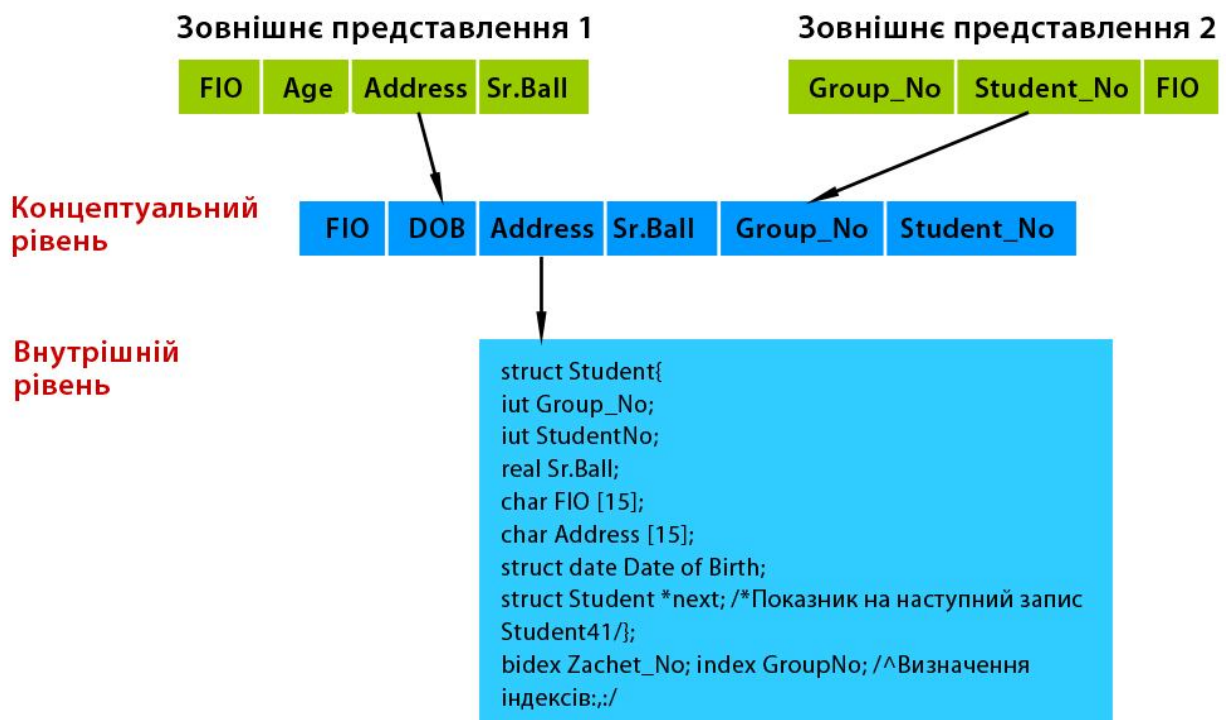 Зовнішнє представлення 1
Зовнішнє представлення 2
FIO Age Address Sr.Ball
Group_No Student_No FIO
Концептуальний
рівень
FIO DOB Address Sr.Ball Group_No Student_No
Внутрішній
рівень
struct Student{
iut Group_No;
iut StudentNo;
real Sr.Ball;
char FIO [15];
char Address [15];
struct date Date of Birth;
struct Student *next; /*Показник на наступний запис
Student41/};
bidex Zachet_No; index GroupNo; /^Визначення
індексів:,:/